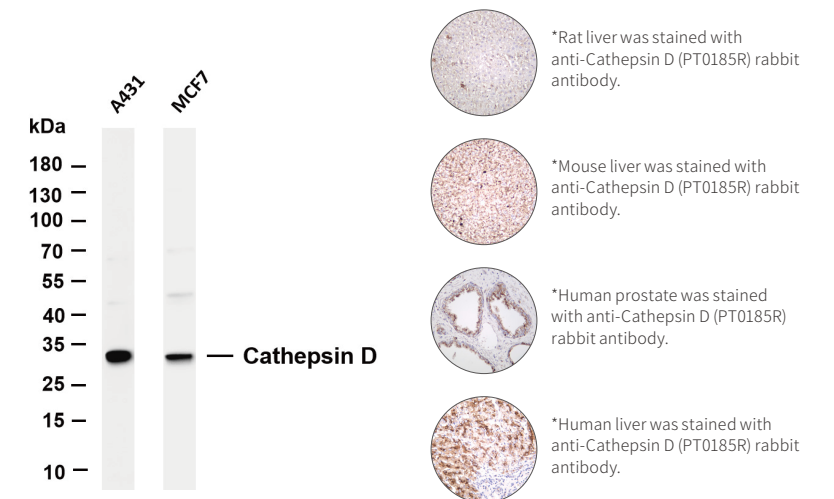 A431
MCF7
kDa
180
130
100
70
55
40
35
25
15
10
Cathepsin D
*Rat liver was stained with
anti-Cathepsin D (PT0185R) rabbit
antibody.
*Mouse liver was stained with
anti-Cathepsin D (PT0185R) rabbit
antibody.
*Human prostate was stained
with anti-Cathepsin D (PT0185R)
rabbit antibody.
*Human liver was stained with
anti-Cathepsin D (PT0185R) rabbit
antibody.